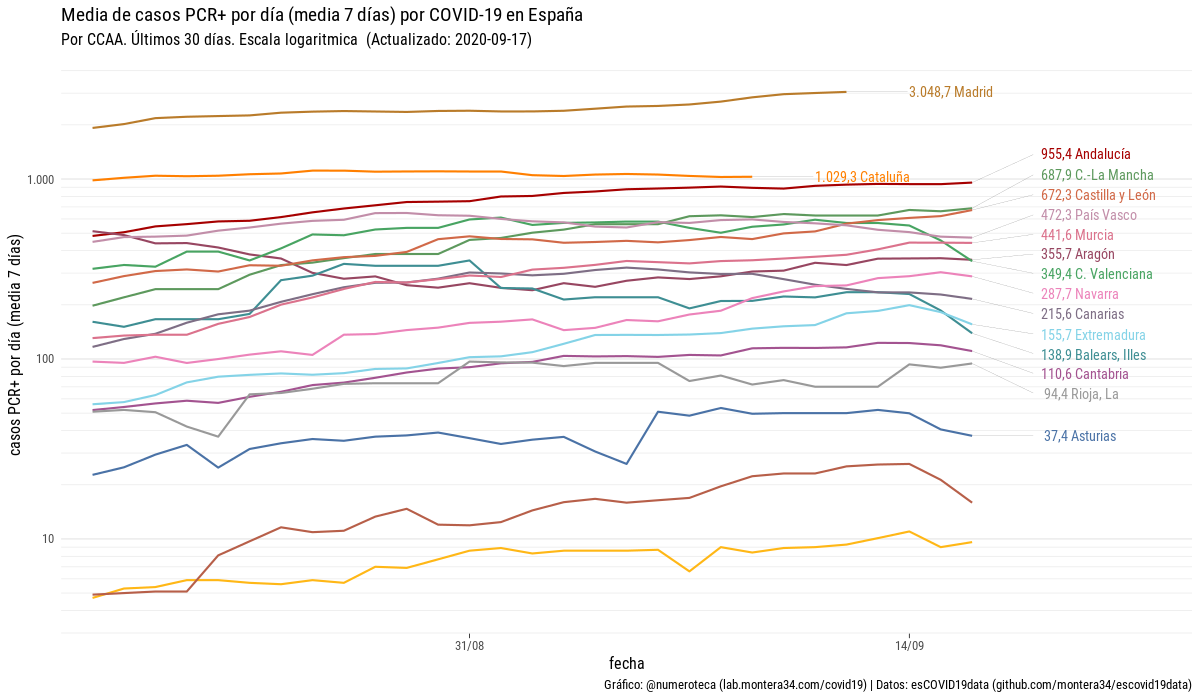 Media de casos PCR+ por día (media 7 días) por COVID-19 en España
Por CCAA. Últimos 30 días. Escala logaritmica (Actualizado: 2020-09-17)
casos PCR+ por día (media 7 días)
1.000
100
10
3.048,7 Madrid
1.029,3 Cataluña
955,4 Andalucía
687,9 C.-La Mancha
672,3 Castilla y León
472,3 País Vasco
441,6 Murcia
355,7 Aragón
349,4 C. Valenciana
287,7 Navarra
215,6 Canarias
155,7 Extremadura
138,9 Balears, Illes
110,6 Cantabria
94,4 Rioja, La
37,4 Asturias
31/08
14/09
fecha
Gráfico: @numeroteca (lab.montera34.com/covid19) | Datos: esCOVID19data (github.com/montera34/escovid19data)